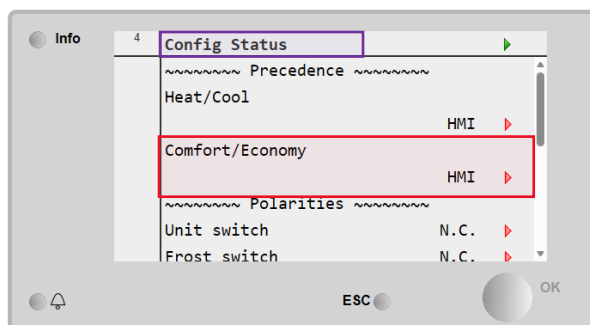 Info
4
Config Status
~~~~~~~~ Precedence ~~~~~~~~
Heat/Cool
HMI
Comfort/Economy
HMI
~~~~~~~~ Polarities ~~~~~~~~
Unit switch N.C.
Frost switch N.C.
ESC
OK